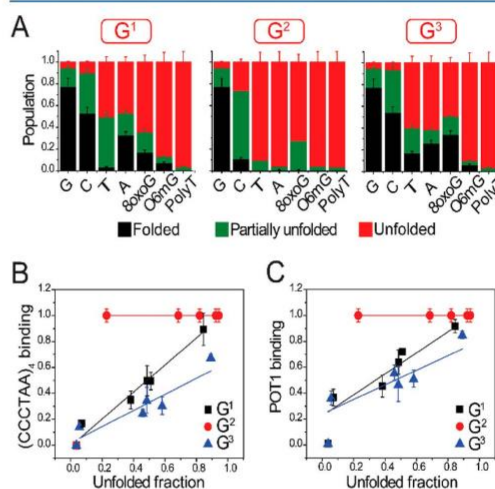 A
G¹ G² G³
Population
1.0
0.8
0.6
0.4
0.2
0.0
G C T A 8oxoG O6mG PolyT
G C T A 8oxoG O6mG PolyT
G C T A 8oxoG O6mG PolyT
Folded Partially unfolded Unfolded
B
(CCCTAA)₄ binding
1.2
1.0
0.8
0.6
0.4
0.2
0.0
0.0 0.2 0.4 0.6 0.8 1.0
Unfolded fraction
G¹
G²
G³
C
POT1 binding
1.2
1.0
0.8
0.6
0.4
0.2
0.0
0.0 0.2 0.4 0.6 0.8 1.0
Unfolded fraction
G¹
G²
G³